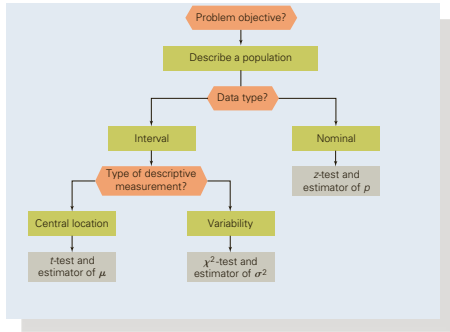 Problem objective?
Describe a population
Data type?
Interval
Nominal
Type of descriptive
measurement?
z-test and
estimator of p
Central location
Variability
t-test and
estimator of μ
χ²-test and
estimator of σ²